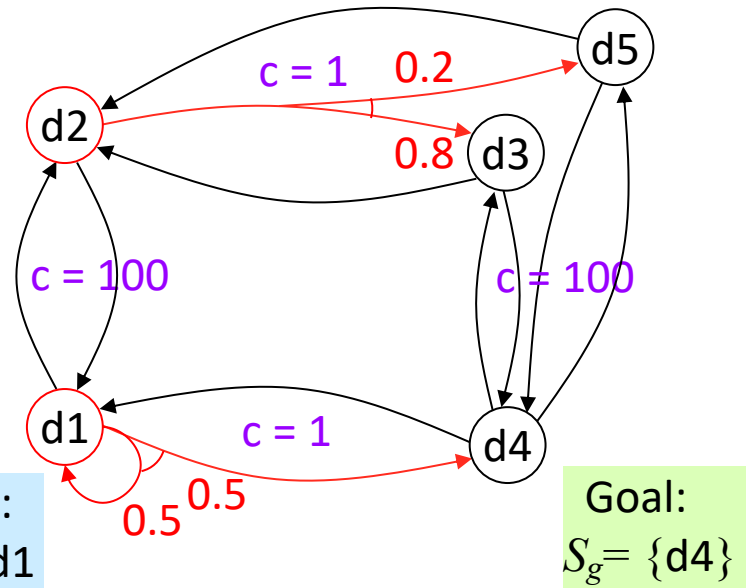 d5
c = 1
0.2
d2
0.8
d3
c = 100
c = 100
d1
c = 1
d4
0.5
0.5
:
d1
Goal:
S_g= {d4}